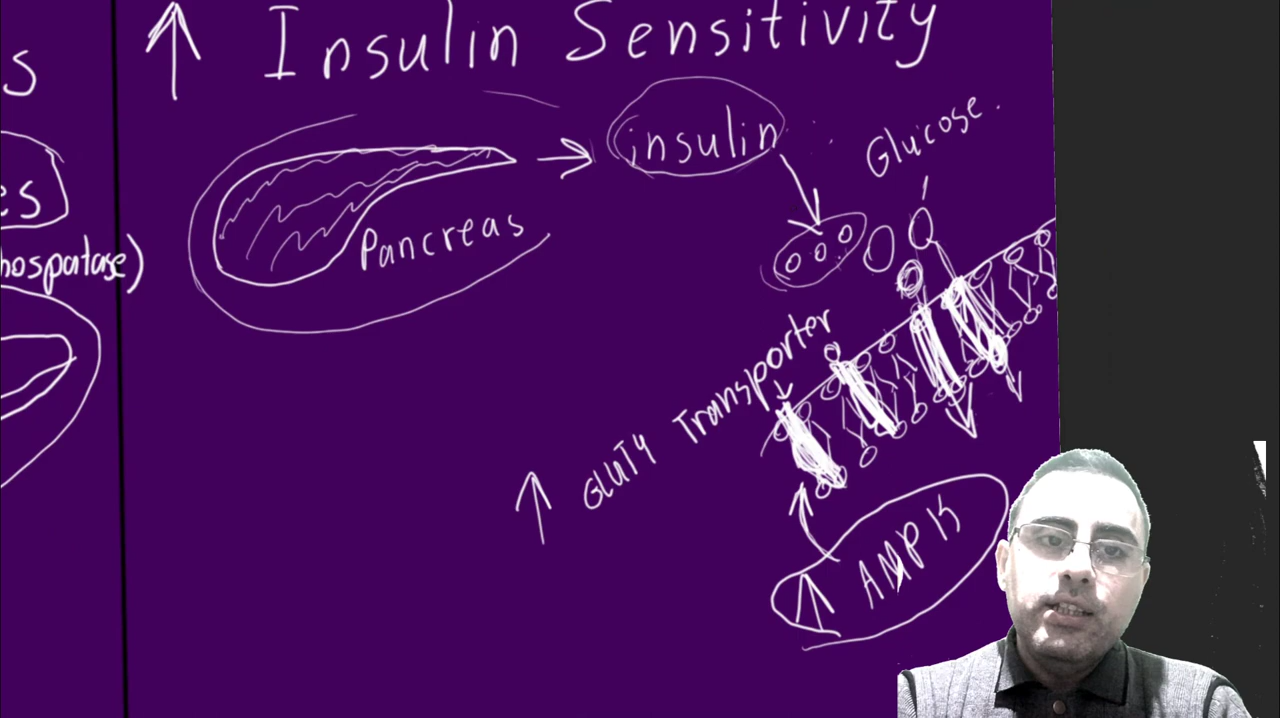 ↑ Insulin Sensitivity
s
insulin
Glucose.
es
Pancreas
hospatase)
↑ GLUT4 Transporter
↑ AMPK